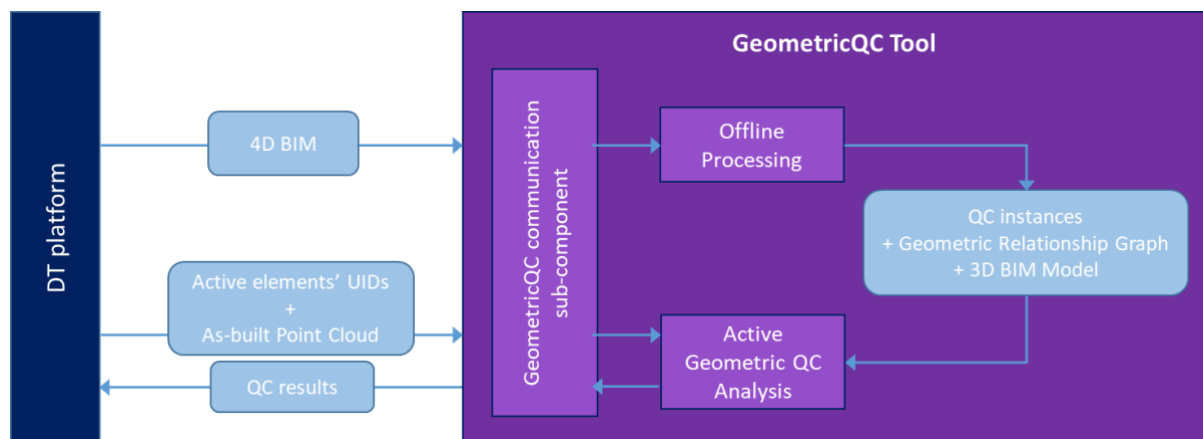 GeometricQC Tool
DT platform
4D BIM
Active elements' UIDs
+
As-built Point Cloud
QC results
GeometricQC communication
sub-component
Offline
Processing
QC instances
+ Geometric Relationship Graph
+ 3D BIM Model
Active
Geometric QC
Analysis